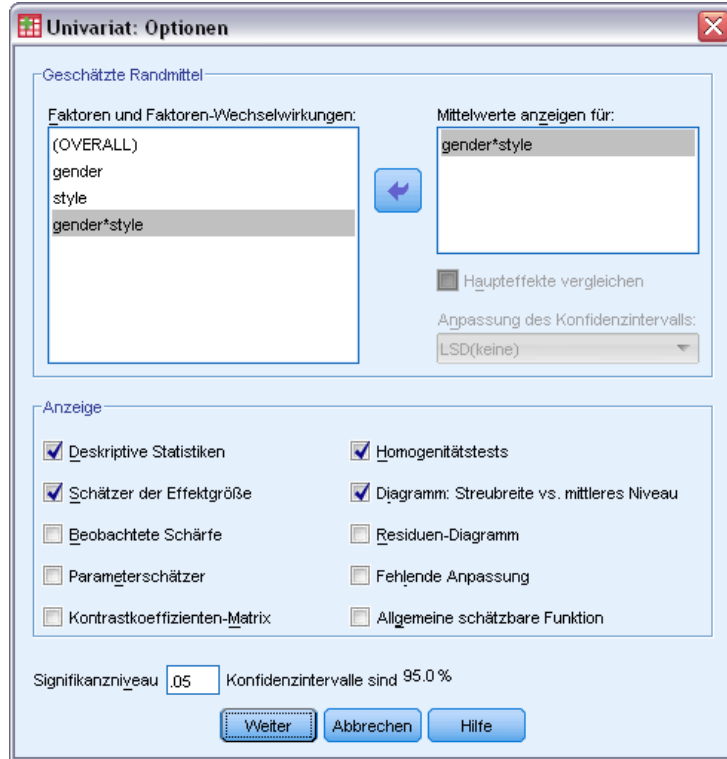 Univariat: Optionen
Geschätzte Randmittel
Faktoren und Faktoren-Wechselwirkungen:
(OVERALL)
gender
style
gender*style
Mittelwerte anzeigen für:
gender*style
Haupteffekte vergleichen
Anpassung des Konfidenzintervalls:
LSD(keine)
Anzeige
Deskriptive Statistiken
Homogenitätstests
Schätzer der Effektgröße
Diagramm: Streubreite vs. mittleres Niveau
Beobachtete Schärfe
Residuen-Diagramm
Parameterschätzer
Fehlende Anpassung
Kontrastkoeffizienten-Matrix
Allgemeine schätzbare Funktion
Signifikanzniveau .05 Konfidenzintervalle sind 95.0 %
Weiter Abbrechen Hilfe